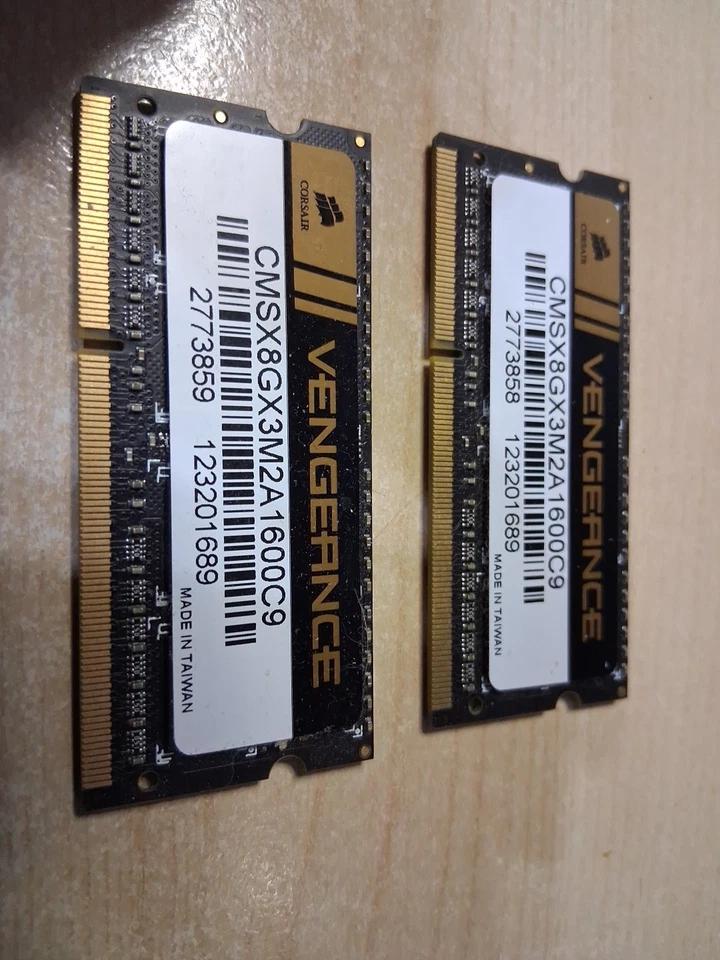 CORSAIR
VENGEANCE
CMSX8GX3M2A1600C9
2773859 123201689
MADE IN TAIWAN
CORSAIR
VENGEANCE
CMSX8GX3M2A1600C9
2773858 123201689
MADE IN TAIWAN